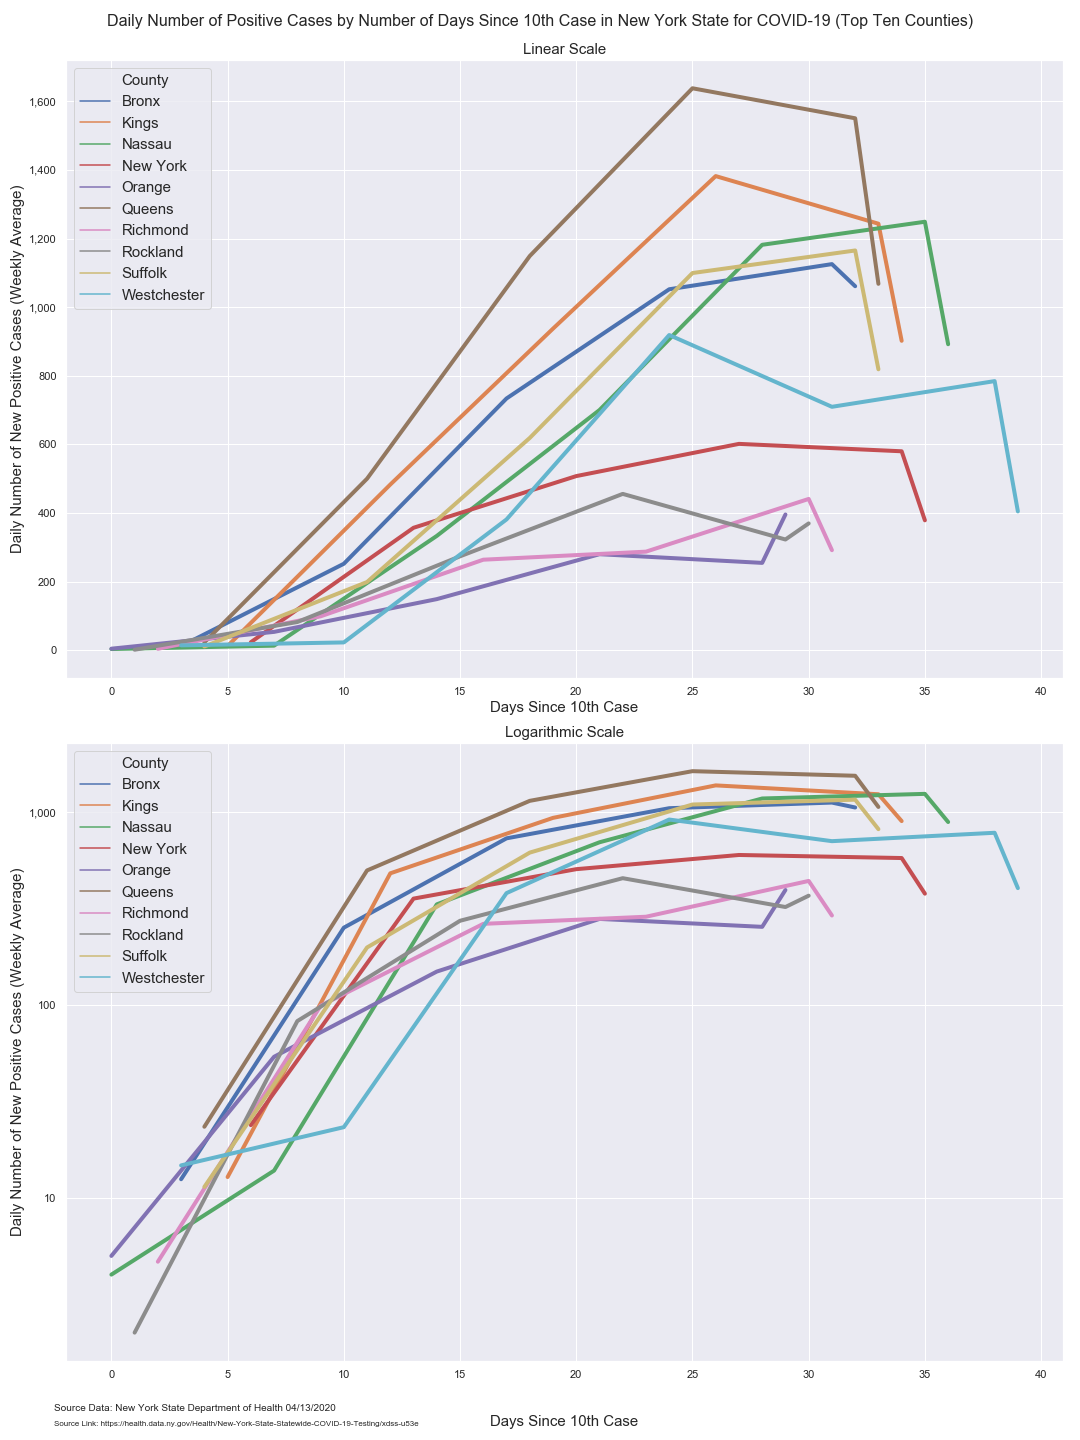 Daily Number of Positive Cases by Number of Days Since 10th Case in New York State for COVID-19 (Top Ten Counties)
Linear Scale
Daily Number of New Positive Cases (Weekly Average)
1,600
1,400
1,200
1,000
800
600
400
200
0
County
Bronx
Kings
Nassau
New York
Orange
Queens
Richmond
Rockland
Suffolk
Westchester
0 5 10 15 20 25 30 35 40
Days Since 10th Case
Logarithmic Scale
Daily Number of New Positive Cases (Weekly Average)
1,000
100
10
County
Bronx
Kings
Nassau
New York
Orange
Queens
Richmond
Rockland
Suffolk
Westchester
0 5 10 15 20 25 30 35 40
Days Since 10th Case
Source Data: New York State Department of Health 04/13/2020
Source Link: https://health.data.ny.gov/Health/New-York-State-Statewide-COVID-19-Testing/xdss-u53e